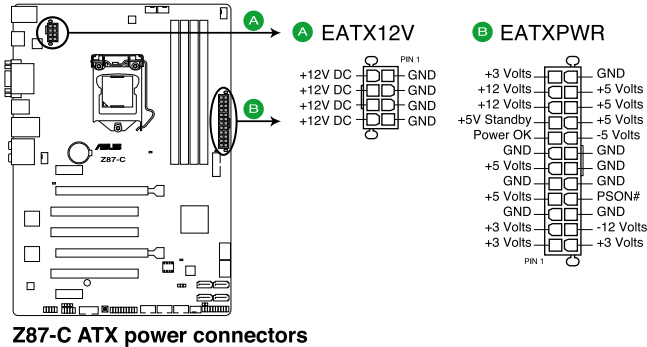 A
A EATX12V
PIN 1
+12V DC GND
+12V DC GND
+12V DC GND
+12V DC GND
B
B EATXPWR
+3 Volts GND
+12 Volts +5 Volts
+12 Volts +5 Volts
+5V Standby +5 Volts
Power OK -5 Volts
GND GND
+5 Volts GND
GND GND
+5 Volts PSON#
GND GND
+3 Volts -12 Volts
+3 Volts +3 Volts
PIN 1
ASUS
Z87-C
Z87-C ATX power connectors